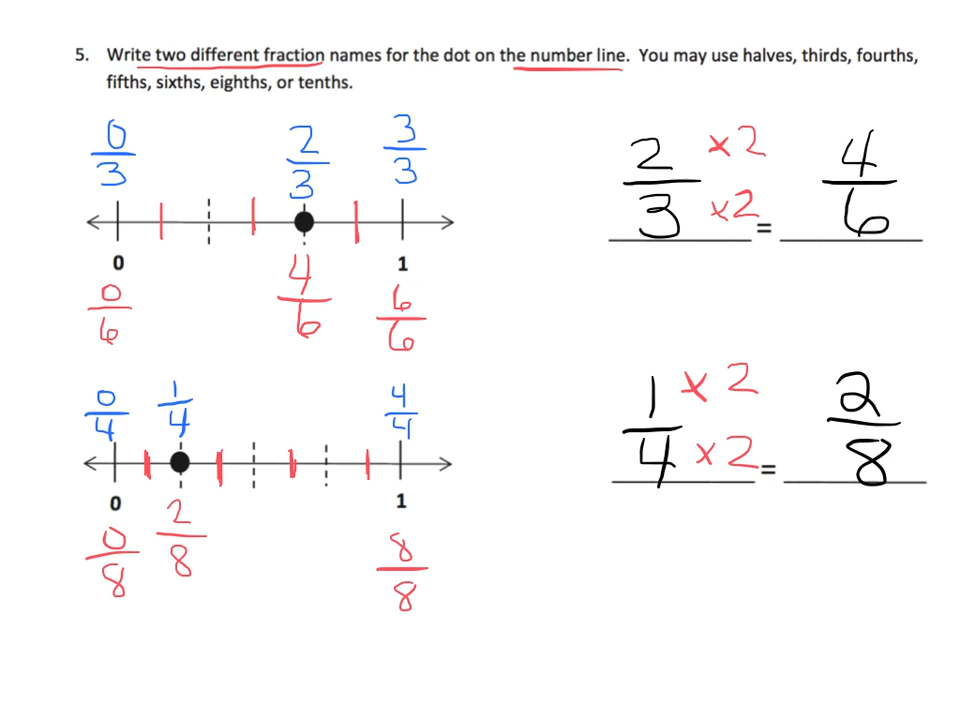 5. Write two different fraction names for the dot on the number line. You may use halves, thirds, fourths,
fifths, sixths, eighths, or tenths.
0/3 2/3 3/3
0 1
0/6 4/6 6/6
2/3 ×2/×2 = 4/6
0/4 1/4 4/4
0 1
0/8 2/8 8/8
1/4 ×2/×2 = 2/8